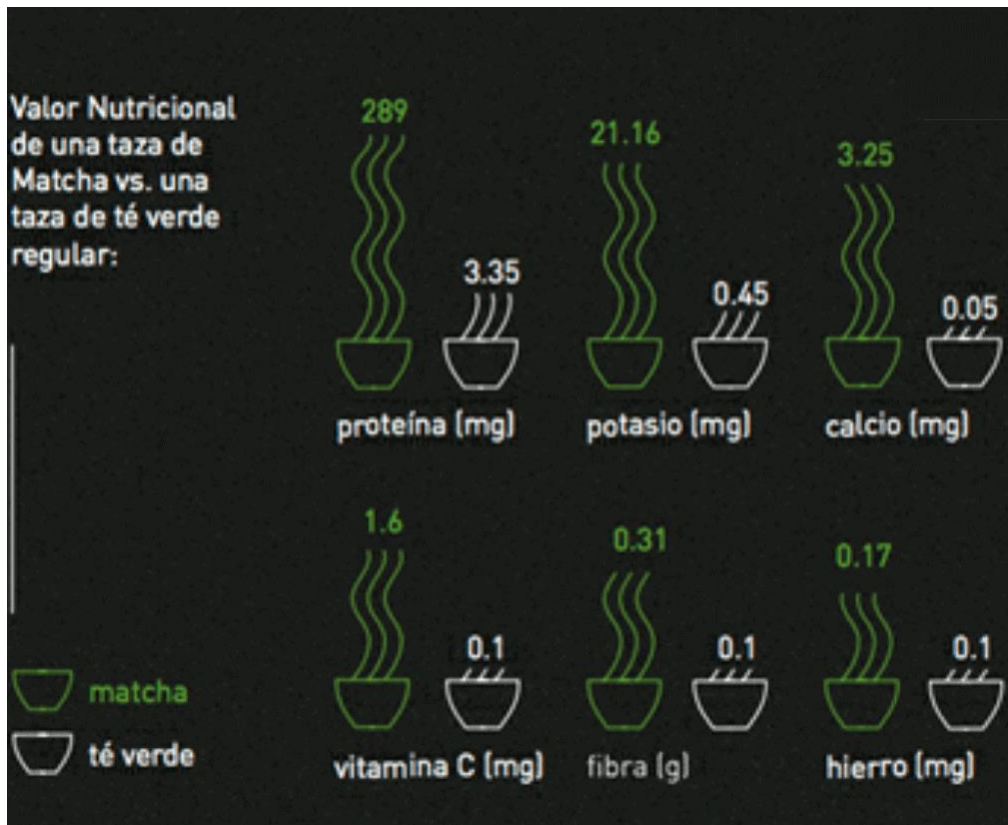 Valor Nutricional
de una taza de
Matcha vs. una
taza de té verde
regular:
289
3.35
proteína (mg)
21.16
0.45
potasio (mg)
3.25
0.05
calcio (mg)
1.6
0.1
vitamina C (mg)
0.31
0.1
fibra (g)
0.17
0.1
hierro (mg)
matcha
té verde